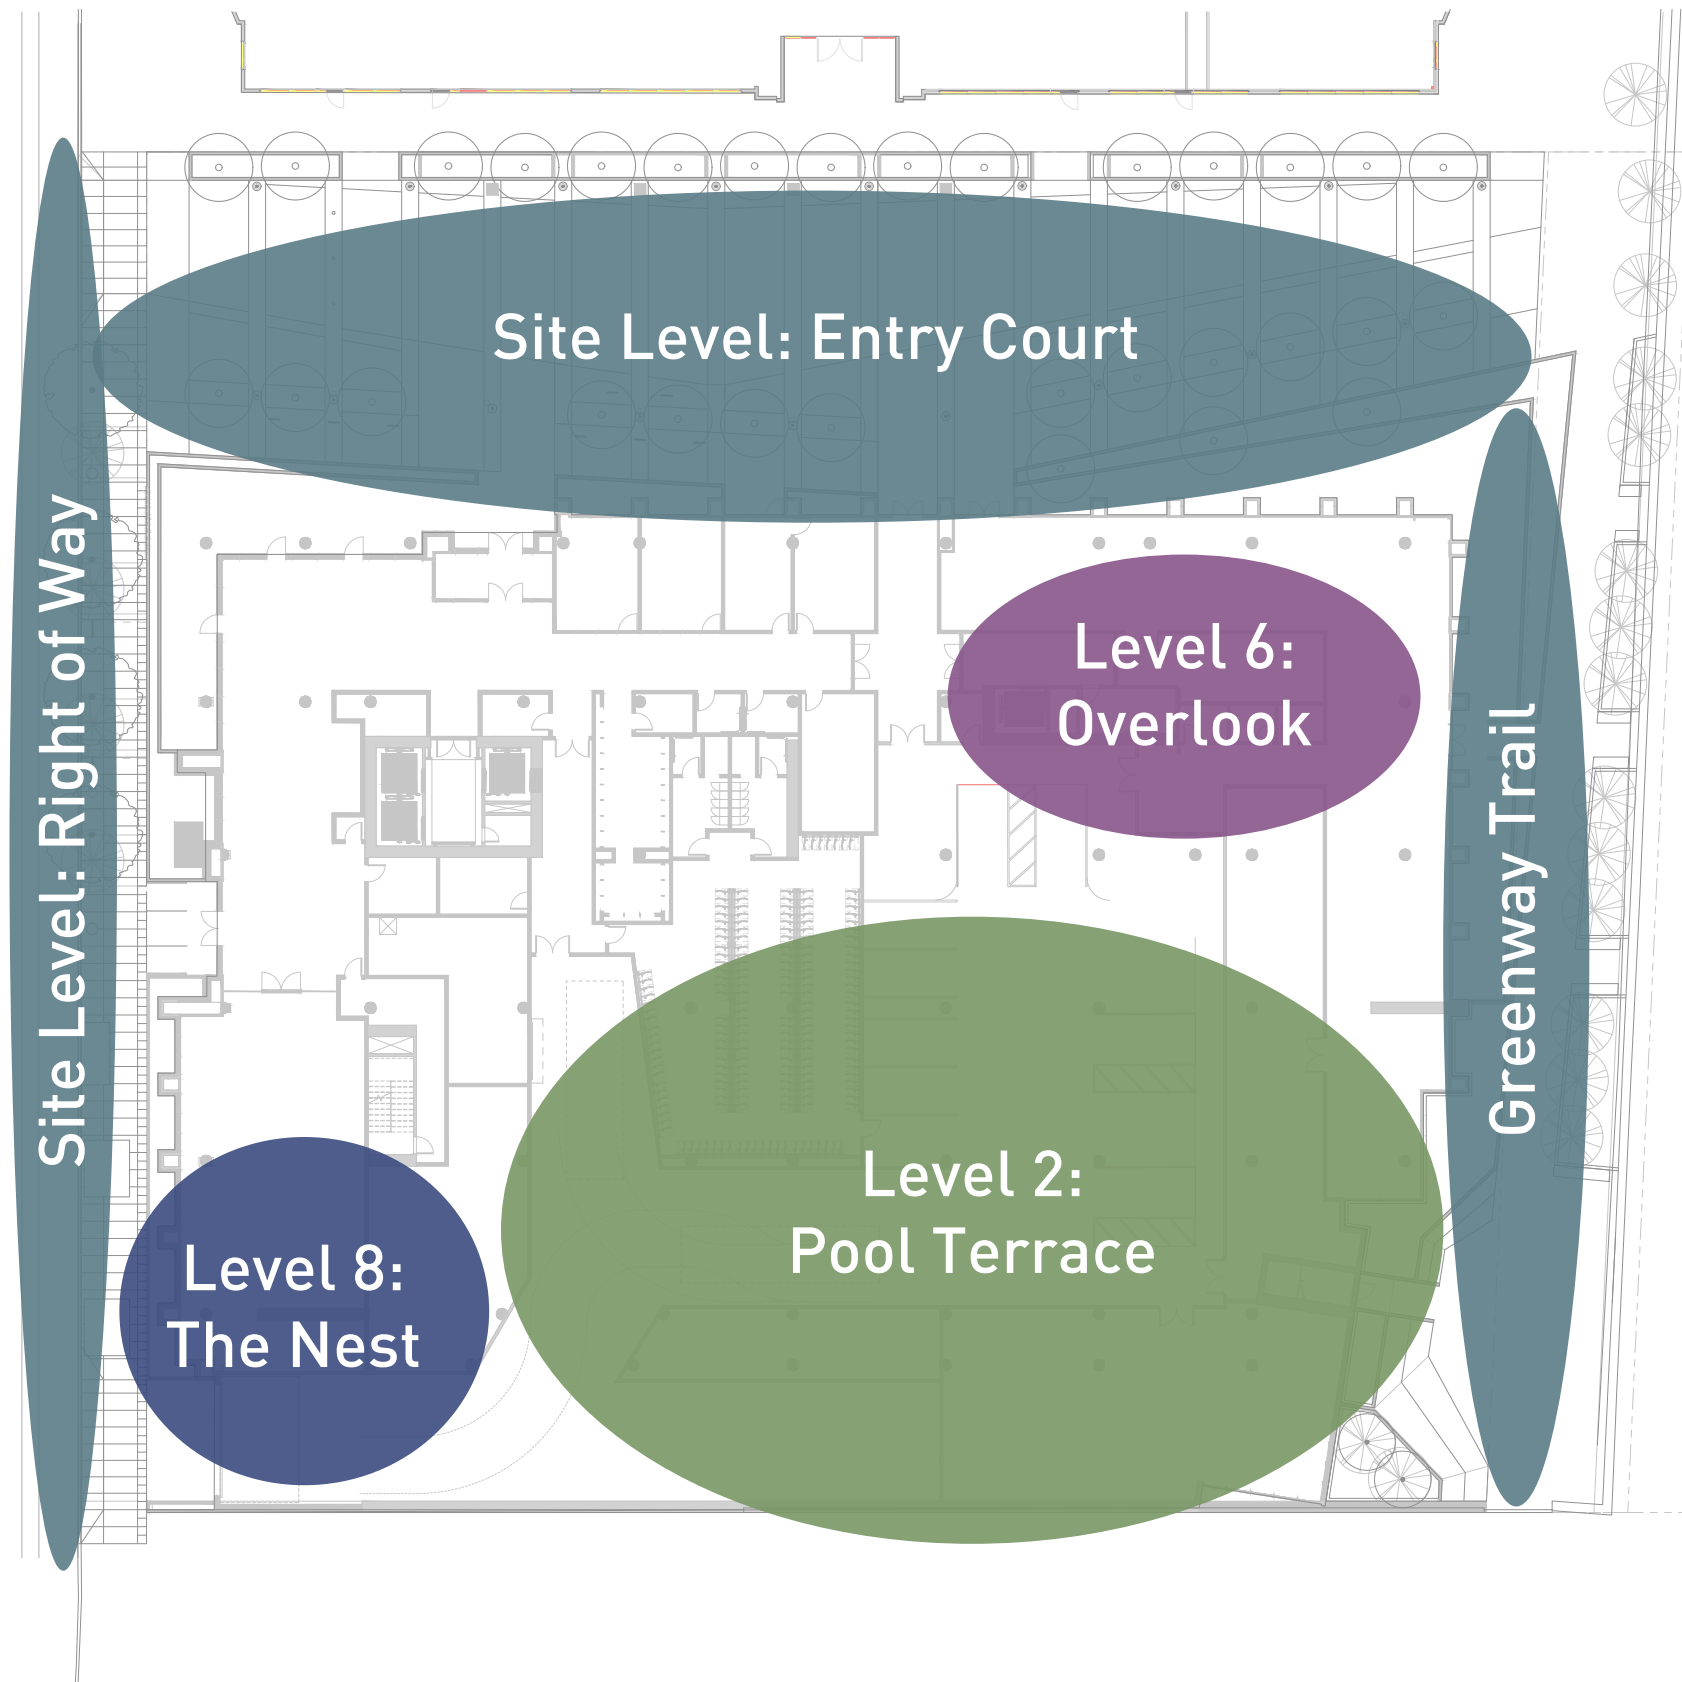 Site Level: Entry Court
Site Level: Right of Way
Level 6:
Overlook
Greenway Trail
Level 2:
Pool Terrace
Level 8:
The Nest